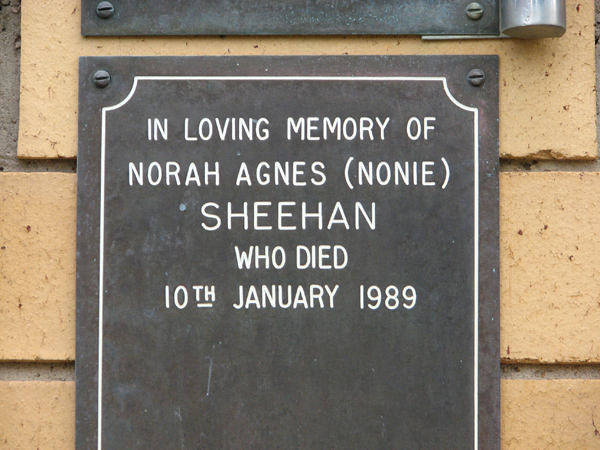 IN LOVING MEMORY OF
NORAH AGNES (NONIE)
SHEEHAN
WHO DIED
10TH JANUARY 1989